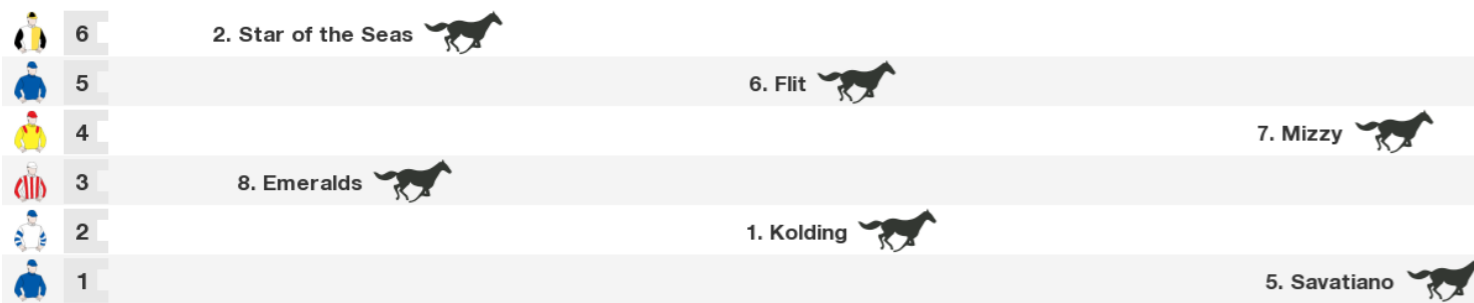 6 2. Star of the Seas
5 6. Flit
4 7. Mizzy
3 8. Emeralds
2 1. Kolding
1 5. Savatiano